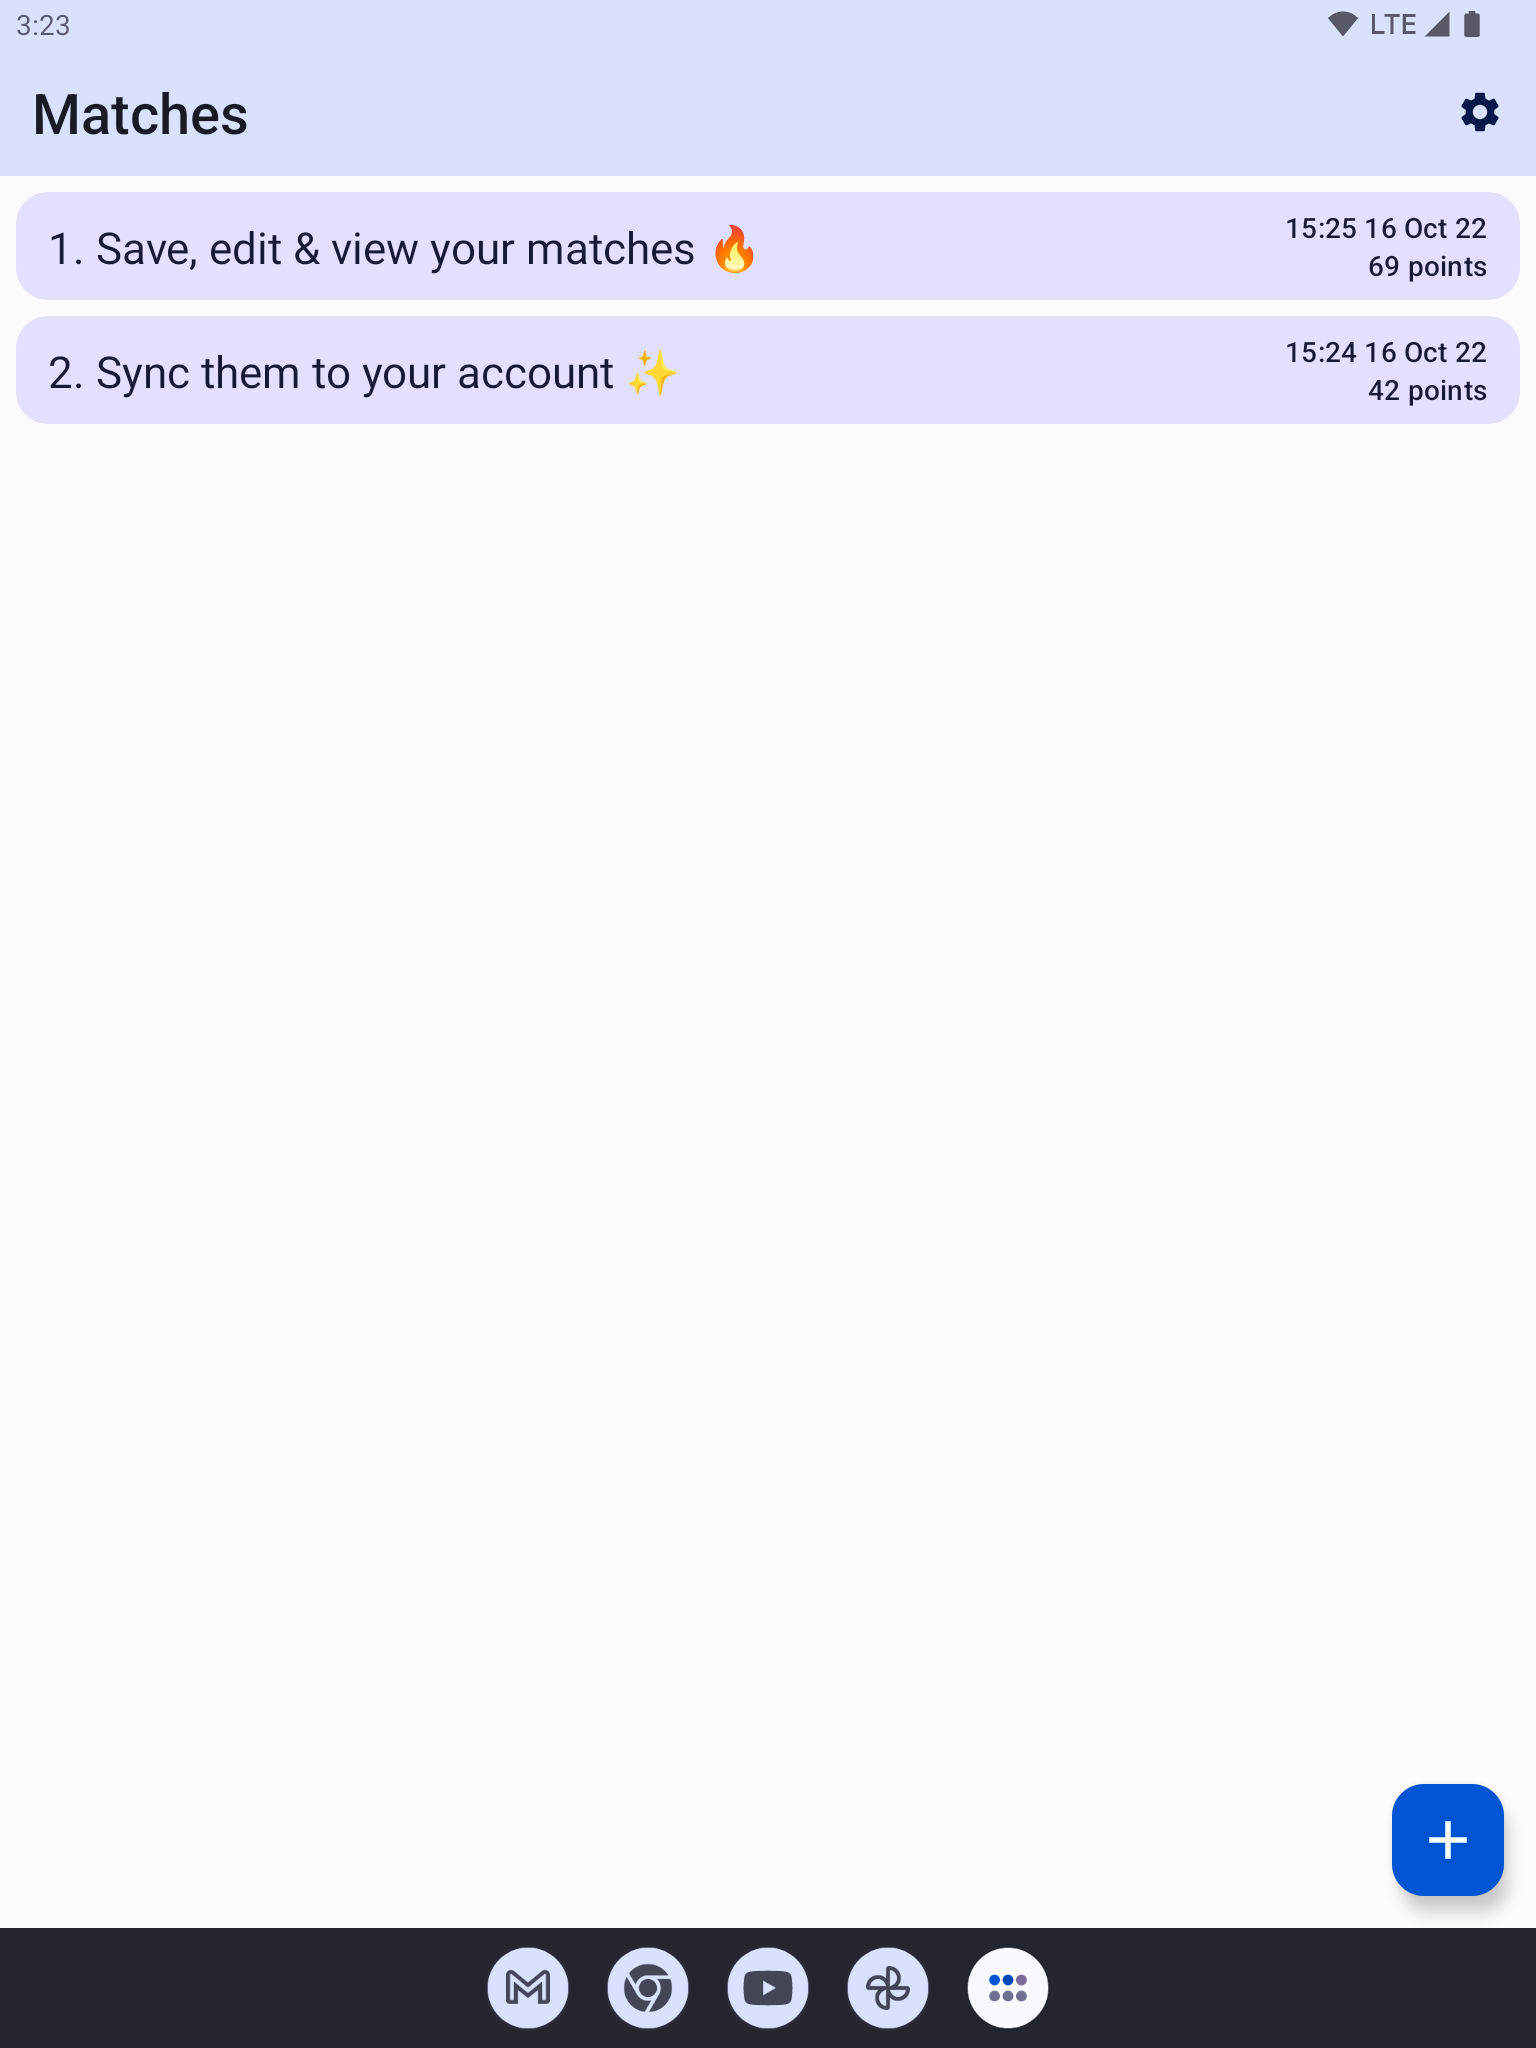 3:23
LTE
Matches
1. Save, edit & view your matches 🔥
15:25 16 Oct 22
69 points
2. Sync them to your account ✨
15:24 16 Oct 22
42 points